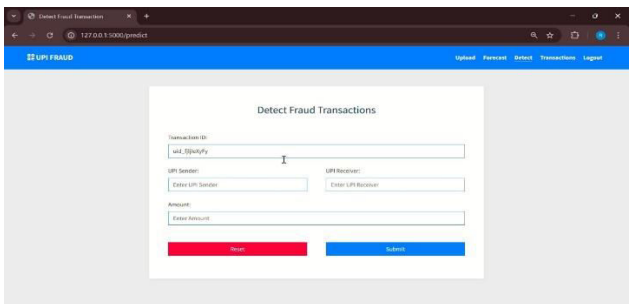 Detect Fraud Transaction
127.0.0.1:5000/predict
UPI FRAUD
Upload Forecast Detect Transactions Logout
Detect Fraud Transactions
Transaction ID:
UPI Sender: UPI Receiver:
Enter UPI Sender Enter UPI Receiver
Amount:
Enter Amount
Reset Submit